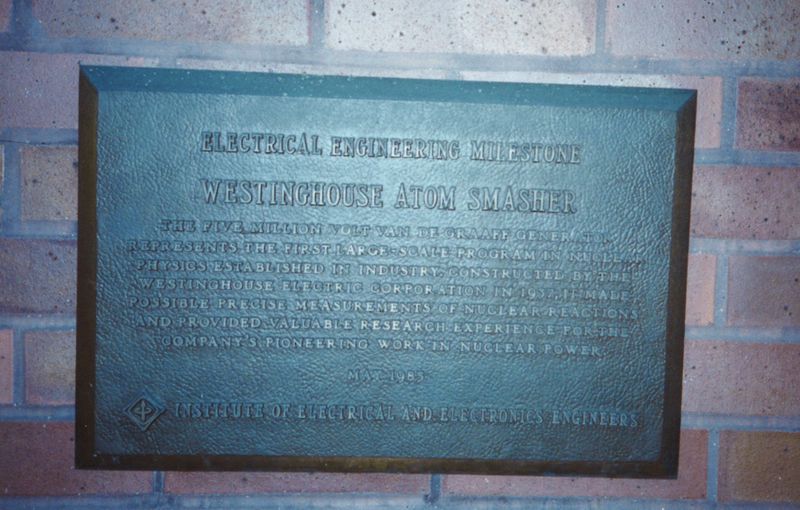 ELECTRICAL ENGINEERING MILESTONE
WESTINGHOUSE ATOM SMASHER
THE FIVE MILLION VOLT VAN DE GRAAFF
REPRESENTS THE FIRST LARGE-SCALE PROGRAM IN
PHYSICS ESTABLISHED IN INDUSTRY. CONSTRUCTED BY THE
WESTINGHOUSE ELECTRIC CORPORATION IN 1937, IT MADE
POSSIBLE PRECISE MEASUREMENTS OF NUCLEAR REACTIONS
AND PROVIDED VALUABLE RESEARCH EXPERIENCE FOR THE
COMPANY'S PIONEERING WORK IN NUCLEAR POWER.
MAY 1985
INSTITUTE OF ELECTRICAL AND ELECTRONICS ENGINEERS